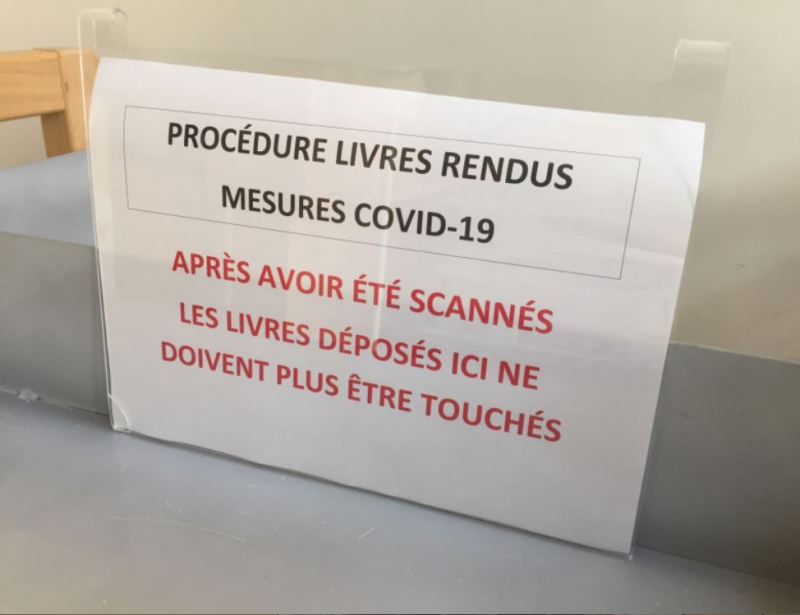 PROCÉDURE LIVRES RENDUS
MESURES COVID-19
APRÈS AVOIR ÉTÉ SCANNÉS
LES LIVRES DÉPOSÉS ICI NE
DOIVENT PLUS ÊTRE TOUCHÉS